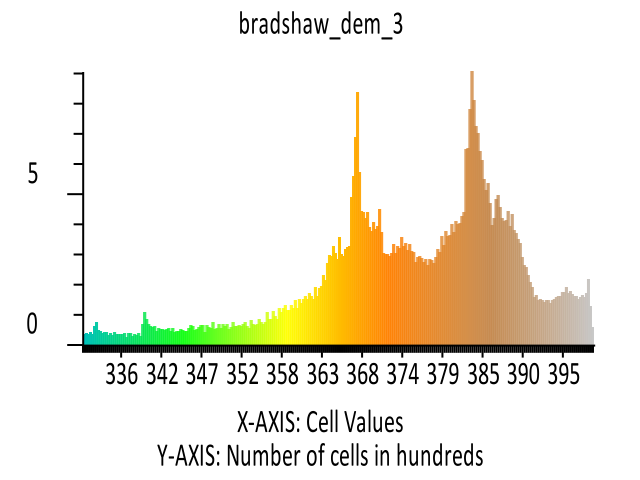 bradshaw_dem_3
5
0
336 342 347 352 358 363 368 374 379 385 390 395
X-AXIS: Cell Values
Y-AXIS: Number of cells in hundreds